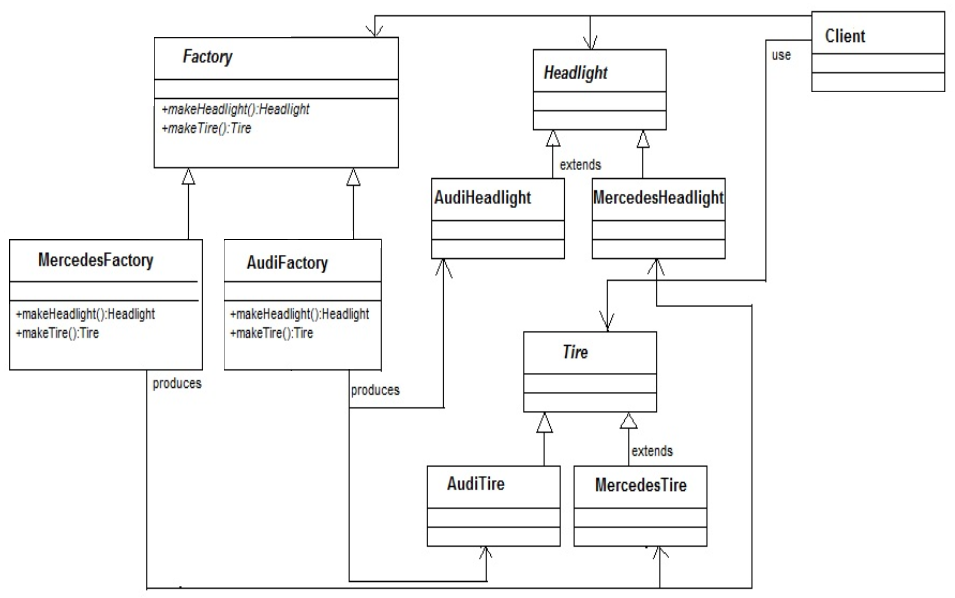 Factory
+makeHeadlight():Headlight
+makeTire():Tire
Headlight
Client
use
extends
AudiHeadlight
MercedesHeadlight
MercedesFactory
+makeHeadlight():Headlight
+makeTire():Tire
AudiFactory
+makeHeadlight():Headlight
+makeTire():Tire
produces
produces
Tire
extends
AudiTire
MercedesTire